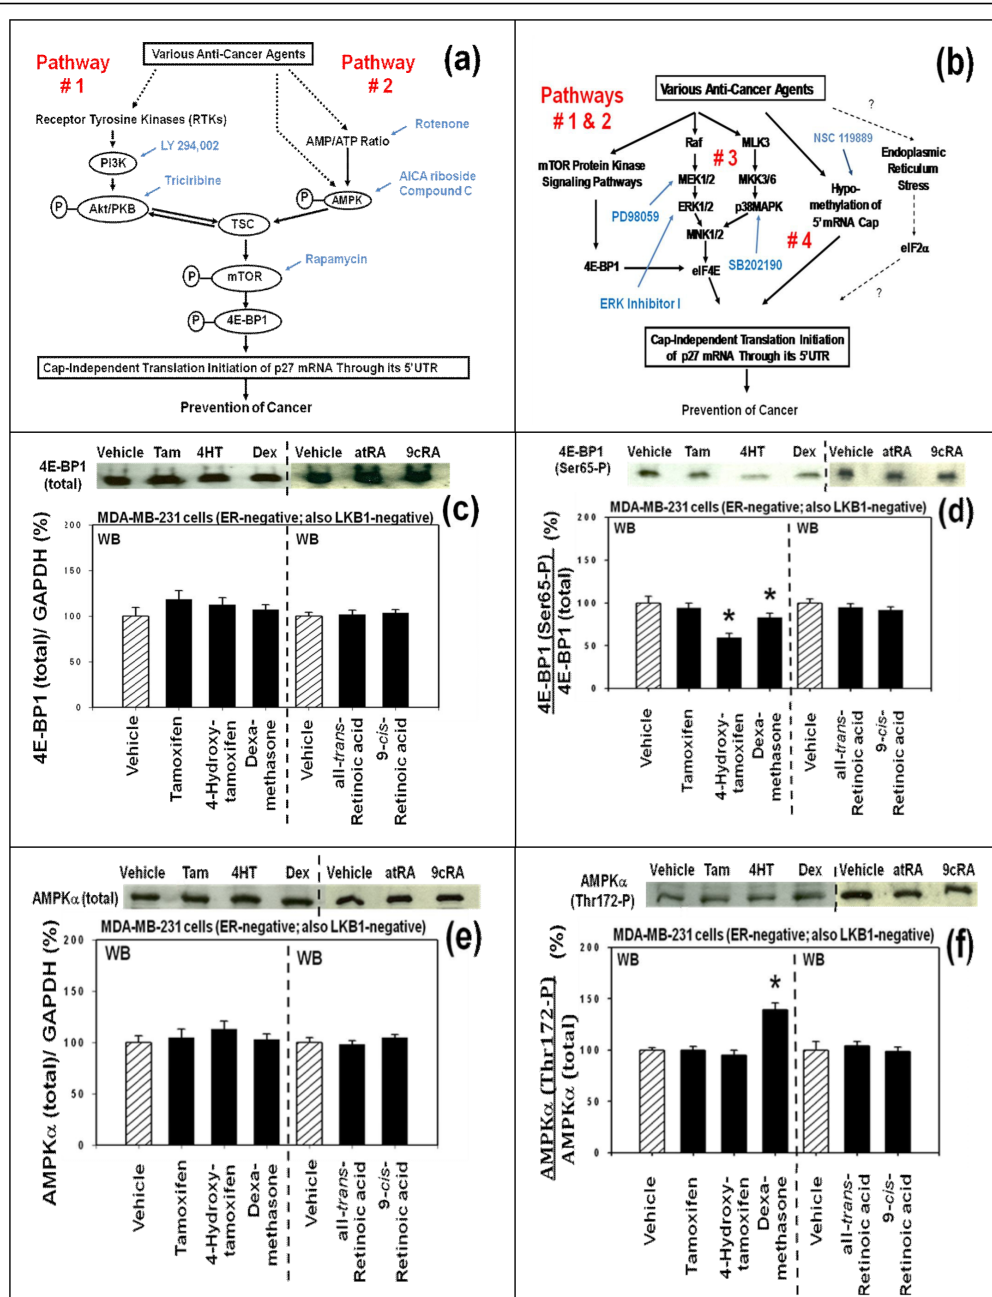 (a)
Pathway
# 1
Various Anti-Cancer Agents
Pathway
# 2
Receptor Tyrosine Kinases (RTKs)
Rotenone
AMP/ATP Ratio
LY 294,002
PI3K
Triciribine
AICA riboside
Compound C
P
Akt/PKB
P
AMPK
TSC
Rapamycin
P
mTOR
P
4E-BP1
Cap-Independent Translation Initiation of p27 mRNA Through its 5'UTR
Prevention of Cancer
(b)
Various Anti-Cancer Agents
Pathways
# 1 & 2
?
NSC 119889
Raf
MLK3
# 3
mTOR Protein Kinase
Signaling Pathways
MEK1/2
MKK3/6
Endoplasmic
Reticulum
Stress
Hypo-
methylation of
5' mRNA Cap
PD98059
ERK1/2
p38MAPK
MNK1/2
# 4
eIF2α
4E-BP1
eIF4E
SB202190
?
ERK Inhibitor I
Cap-Independent Translation Initiation
of p27 mRNA Through its 5'UTR
Prevention of Cancer
Vehicle Tam 4HT Dex Vehicle atRA 9cRA
4E-BP1
(total)
(c)
MDA-MB-231 cells (ER-negative; also LKB1-negative)
WB WB
4E-BP1 (total)/ GAPDH (%)
200
150
100
50
0
Vehicle
Tamoxifen
4-Hydroxy-
tamoxifen
Dexa-
methasone
Vehicle
all-trans-
Retinoic acid
9-cis-
Retinoic acid
Vehicle Tam 4HT Dex Vehicle atRA 9cRA
4E-BP1
(Ser65-P)
(d)
MDA-MB-231 cells (ER-negative; also LKB1-negative)
WB WB
4E-BP1 (Ser65-P)
4E-BP1 (total)
(%)
200
150
100
50
0
*
*
Vehicle
Tamoxifen
4-Hydroxy-
tamoxifen
Dexa-
methasone
Vehicle
all-trans-
Retinoic acid
9-cis-
Retinoic acid
Vehicle Tam 4HT Dex Vehicle atRA 9cRA
AMPKα (total)
(e)
MDA-MB-231 cells (ER-negative; also LKB1-negative)
WB WB
AMPKα (total)/ GAPDH (%)
200
150
100
50
0
Vehicle
Tamoxifen
4-Hydroxy-
tamoxifen
Dexa-
methasone
Vehicle
all-trans-
Retinoic acid
9-cis-
Retinoic acid
Vehicle Tam 4HT Dex Vehicle atRA 9cRA
AMPKα
(Thr172-P)
(f)
MDA-MB-231 cells (ER-negative; also LKB1-negative)
WB WB
AMPKα (Thr172-P)
AMPKα (total)
(%)
200
150
100
50
0
*
Vehicle
Tamoxifen
4-Hydroxy-
tamoxifen
Dexa-
methasone
Vehicle
all-trans-
Retinoic acid
9-cis-
Retinoic acid